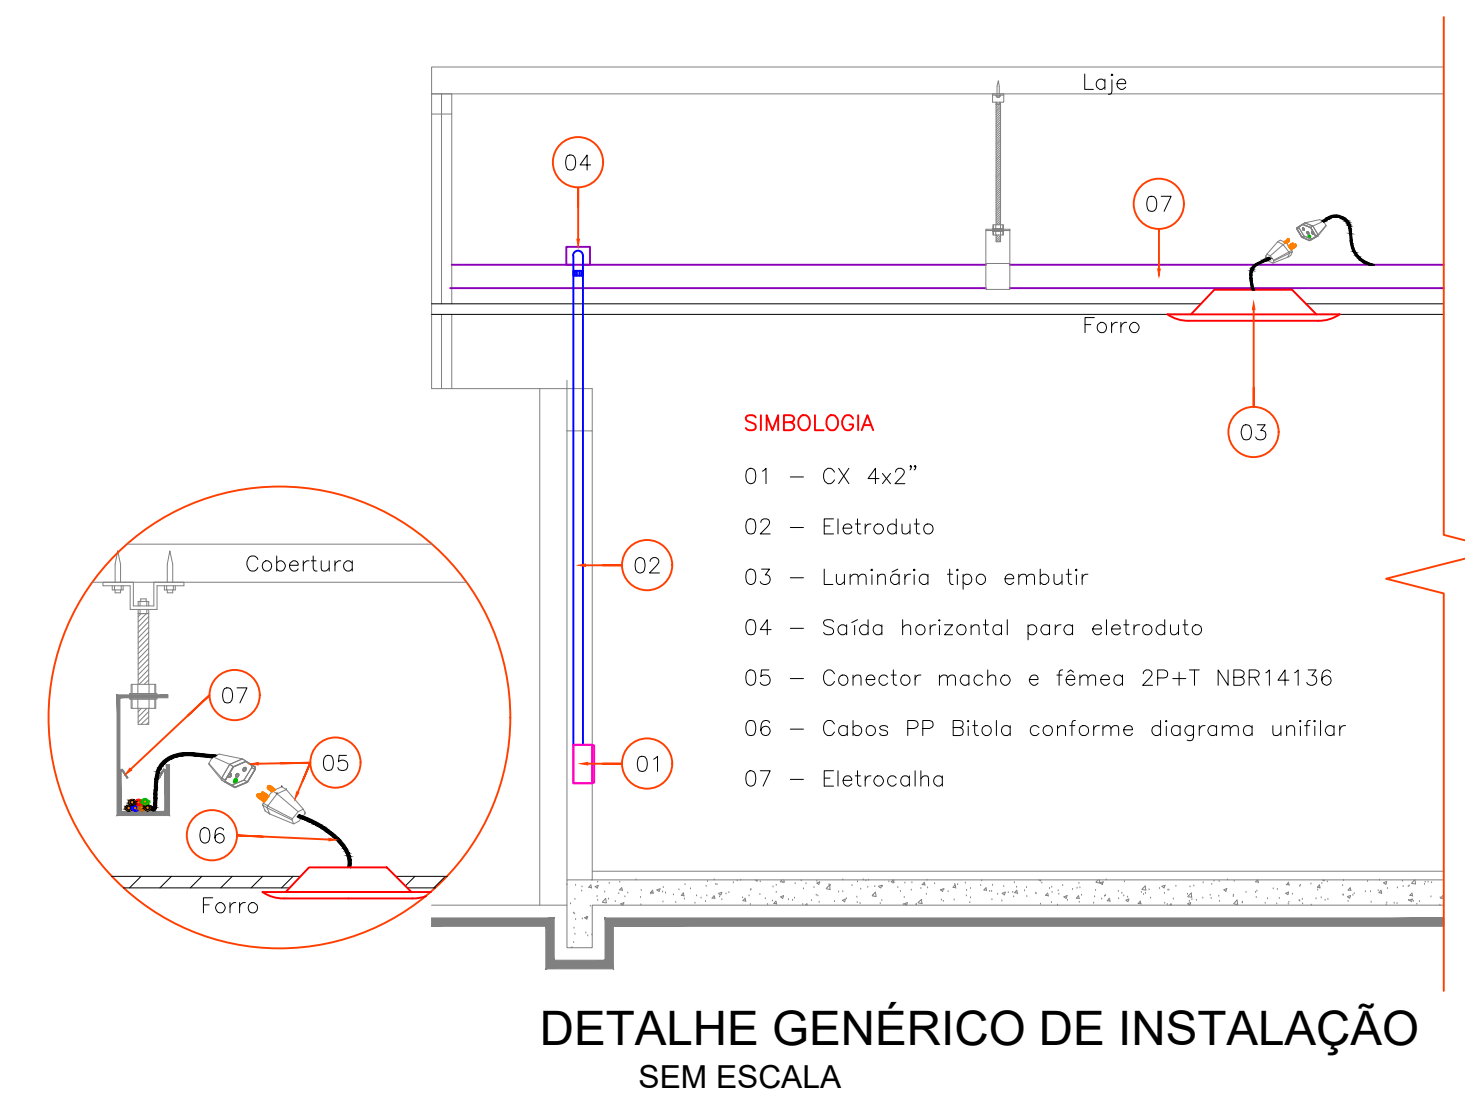 Laje
04
07
Forro
03
SIMBOLOGIA
01 – CX 4x2”
02 – Eletroduto
03 – Luminária tipo embutir
04 – Saída horizontal para eletroduto
05 – Conector macho e fêmea 2P+T NBR14136
06 – Cabos PP Bitola conforme diagrama unifilar
07 – Eletrocalha
02
01
Cobertura
07
05
06
Forro
DETALHE GENÉRICO DE INSTALAÇÃO
SEM ESCALA